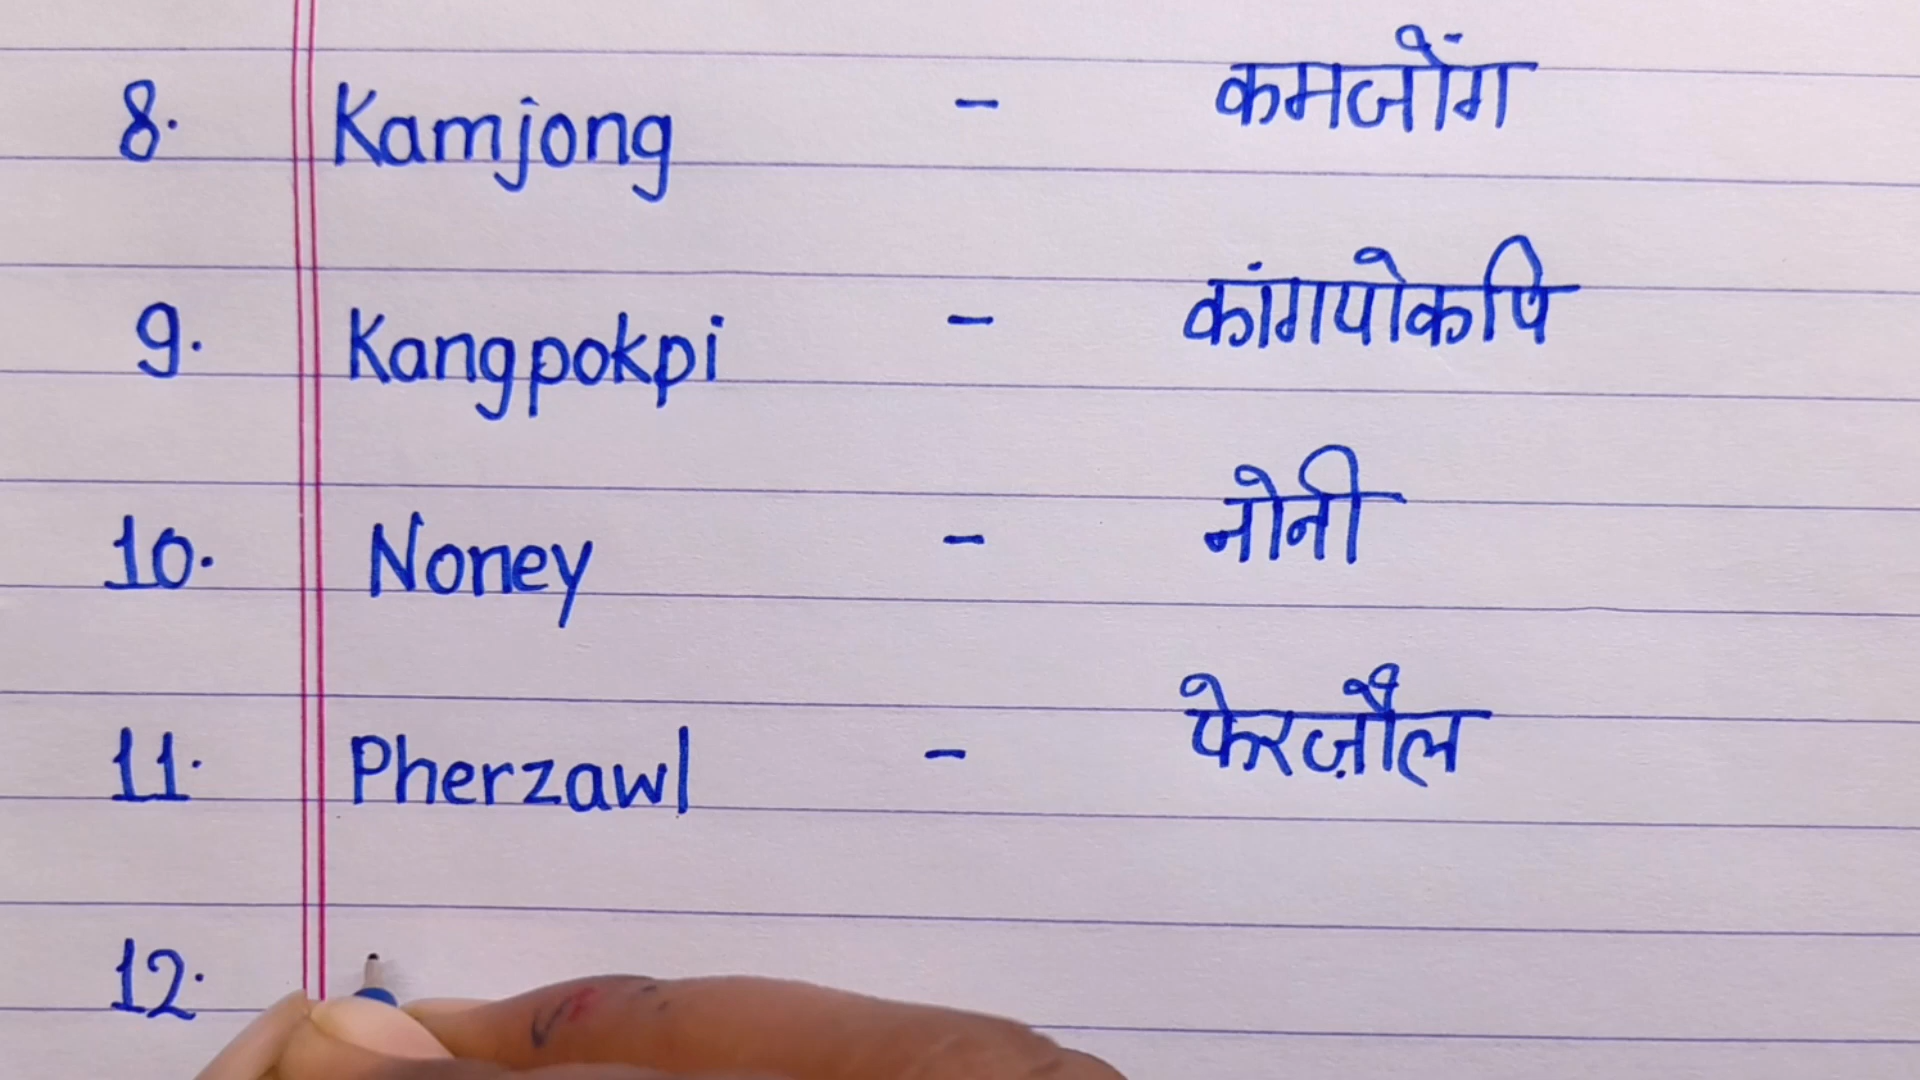 8. Kamjong - कमजोंग
9. Kangpokpi - कांगपोकपि
10. Noney - नोनी
11. Pherzawl - फेरज़ौल
12.